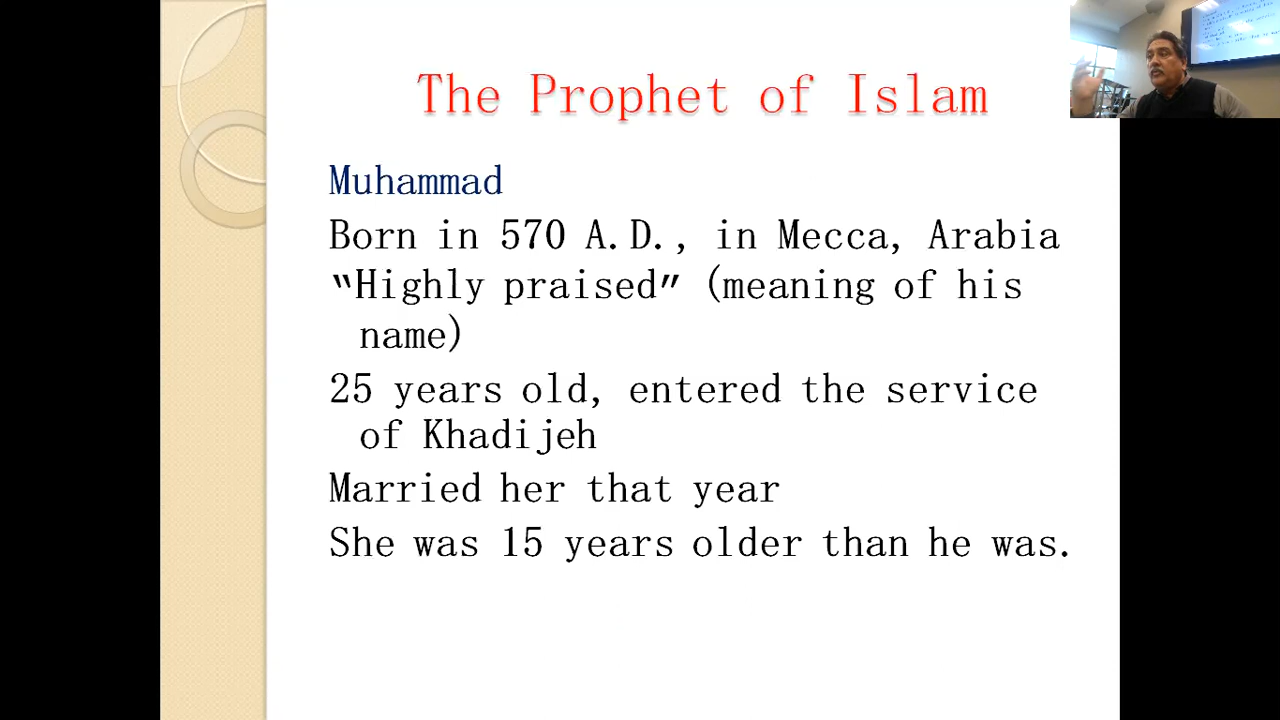 The Prophet of Islam
Muhammad
Born in 570 A.D., in Mecca, Arabia
“Highly praised” (meaning of his
name)
25 years old, entered the service
of Khadijeh
Married her that year
She was 15 years older than he was.